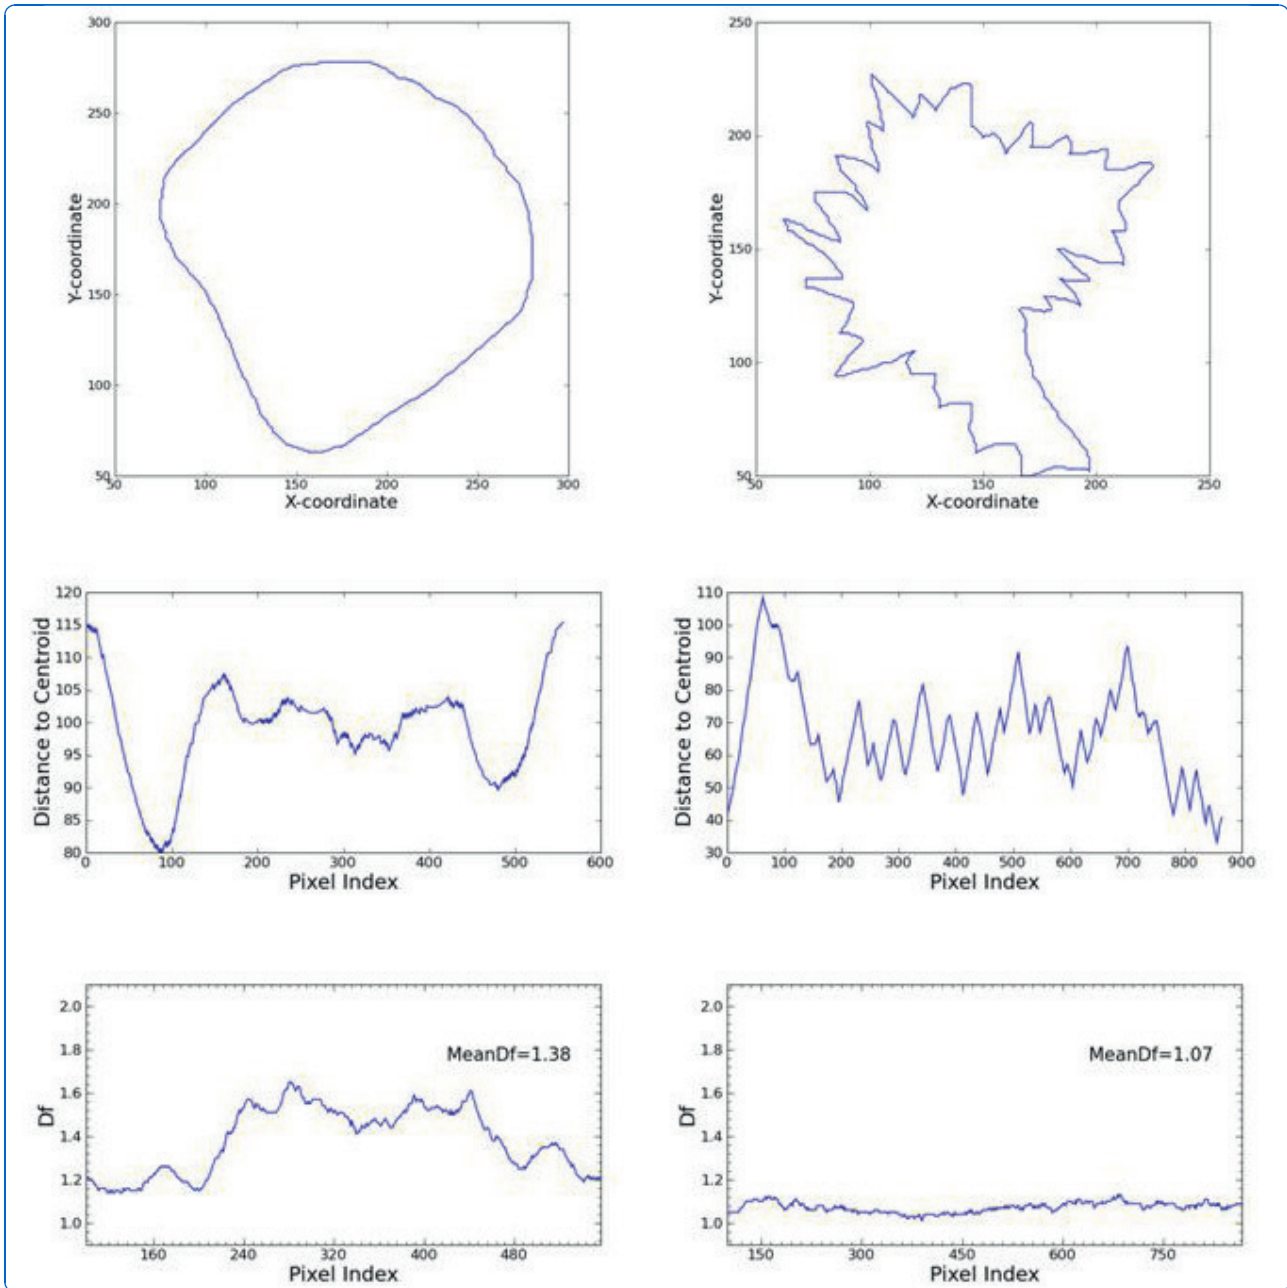 300
250
200
150
100
50
50 100 150 200 250 300
Y-coordinate
X-coordinate
250
200
150
100
50
50 100 150 200 250
Y-coordinate
X-coordinate
120
115
110
105
100
95
90
85
80
0 100 200 300 400 500 600
Distance to Centroid
Pixel Index
110
100
90
80
70
60
50
40
30
0 100 200 300 400 500 600 700 800 900
Distance to Centroid
Pixel Index
2.0
1.8
1.6
1.4
1.2
1.0
MeanDf=1.38
Df
160 240 320 400 480
Pixel Index
2.0
1.8
1.6
1.4
1.2
1.0
MeanDf=1.07
Df
150 300 450 600 750
Pixel Index